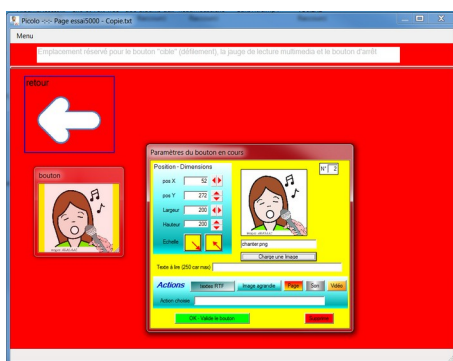 Picolo -:-:- Page essai5000 - Copie.txt
Menu
Emplacement réservé pour le bouton "cible" (défilement), la jauge de lecture multimedia et le bouton d'arrêt
retour
bouton
Paramètres du bouton en cours
Position - Dimensions
N° 2
pos X 52
pos Y 272
Largeur 200
Hauteur 200
Echelle
chanter.png
Charge une Image
Texte à lire (250 car maxi)
Actions
textes RTF
Image agrandie
Page
Son
Vidéo
Action choisie
OK - Valide le bouton
Supprime